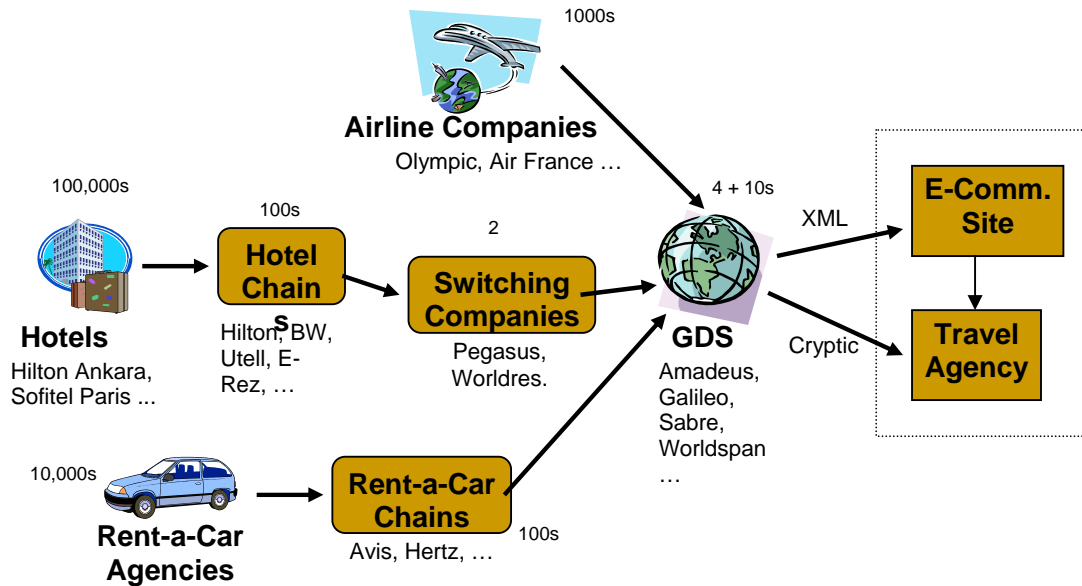 1000s
Airline Companies
Olympic, Air France …
100,000s
Hotels
Hilton Ankara,
Sofitel Paris ...
100s
Hotel
Chain
s
Hilton, BW,
Utell, E-
Rez, …
2
Switching
Companies
Pegasus,
Worldres.
4 + 10s
GDS
Amadeus,
Galileo,
Sabre,
Worldspan
…
XML
Cryptic
E-Comm.
Site
Travel
Agency
10,000s
Rent-a-Car
Agencies
Rent-a-Car
Chains
100s
Avis, Hertz, …